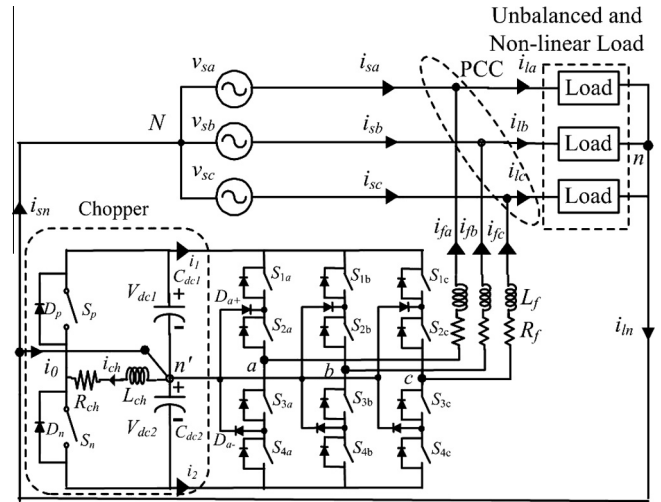 Unbalanced and
Non-linear Load
v_sa
i_sa
PCC
i_la
Load
N
v_sb
i_sb
i_lb
Load
n
v_sc
i_sc
i_lc
Load
i_sn
Chopper
i_fa i_fb i_fc
i_1
C_dc1
S_1a
S_1b
S_1c
D_p
S_p
V_dc1
+
-
D_a+
L_f
S_2a
S_2b
S_2c
R_f
i_0
i_ch
n'
a
b
c
i_ln
R_ch
L_ch
+
-
D_n
S_n
V_dc2
C_dc2
S_3a
S_3b
S_3c
D_a-
S_4a
S_4b
S_4c
i_2